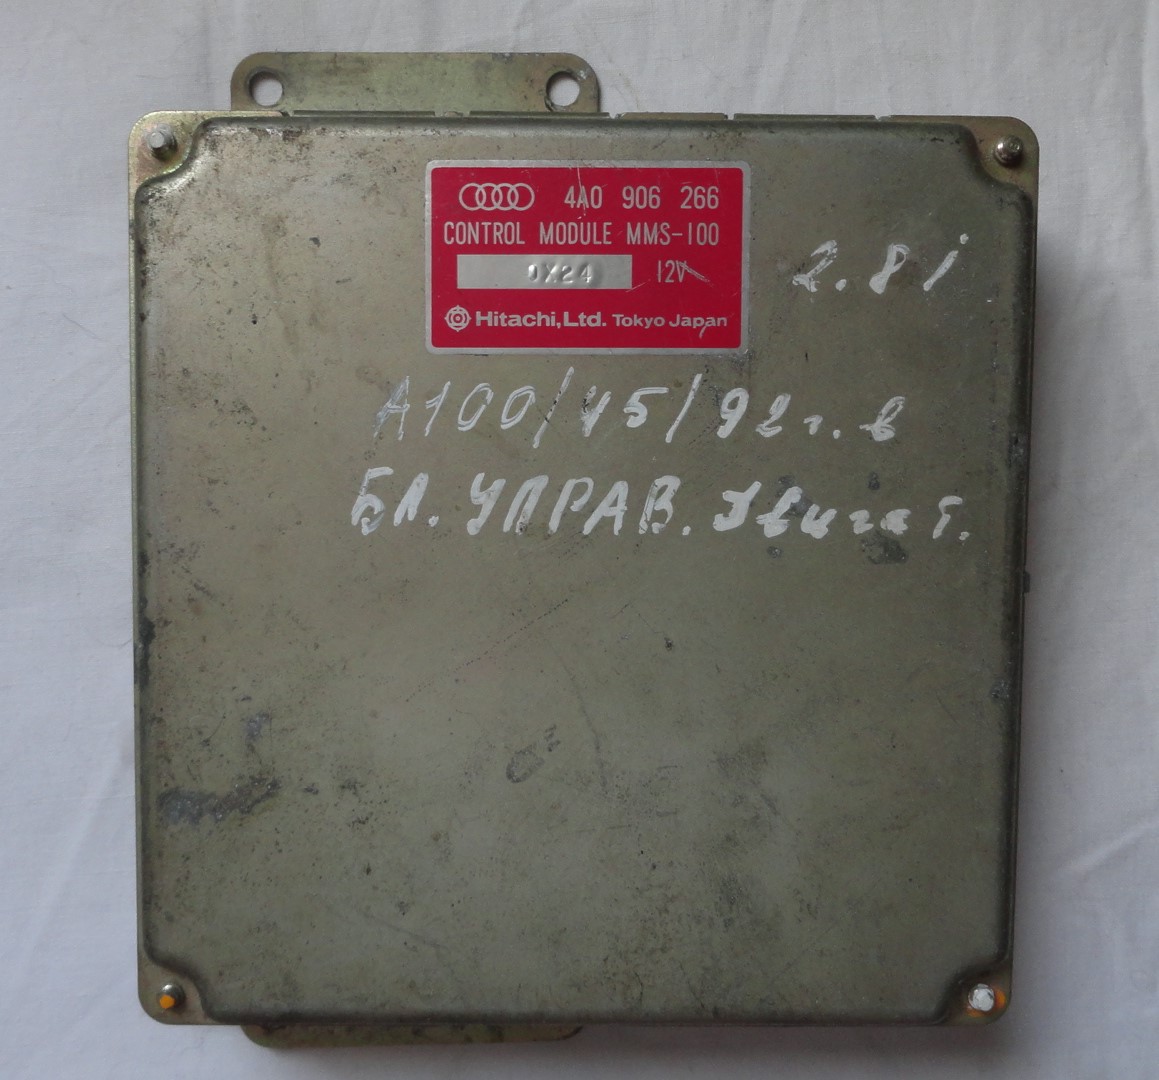 4A0 906 266
CONTROL MODULE MMS-100
0X24 12V
Hitachi, Ltd. Tokyo Japan
2.8i
A100/45/92г.в
БЛ. УПРАВ. Двигат.